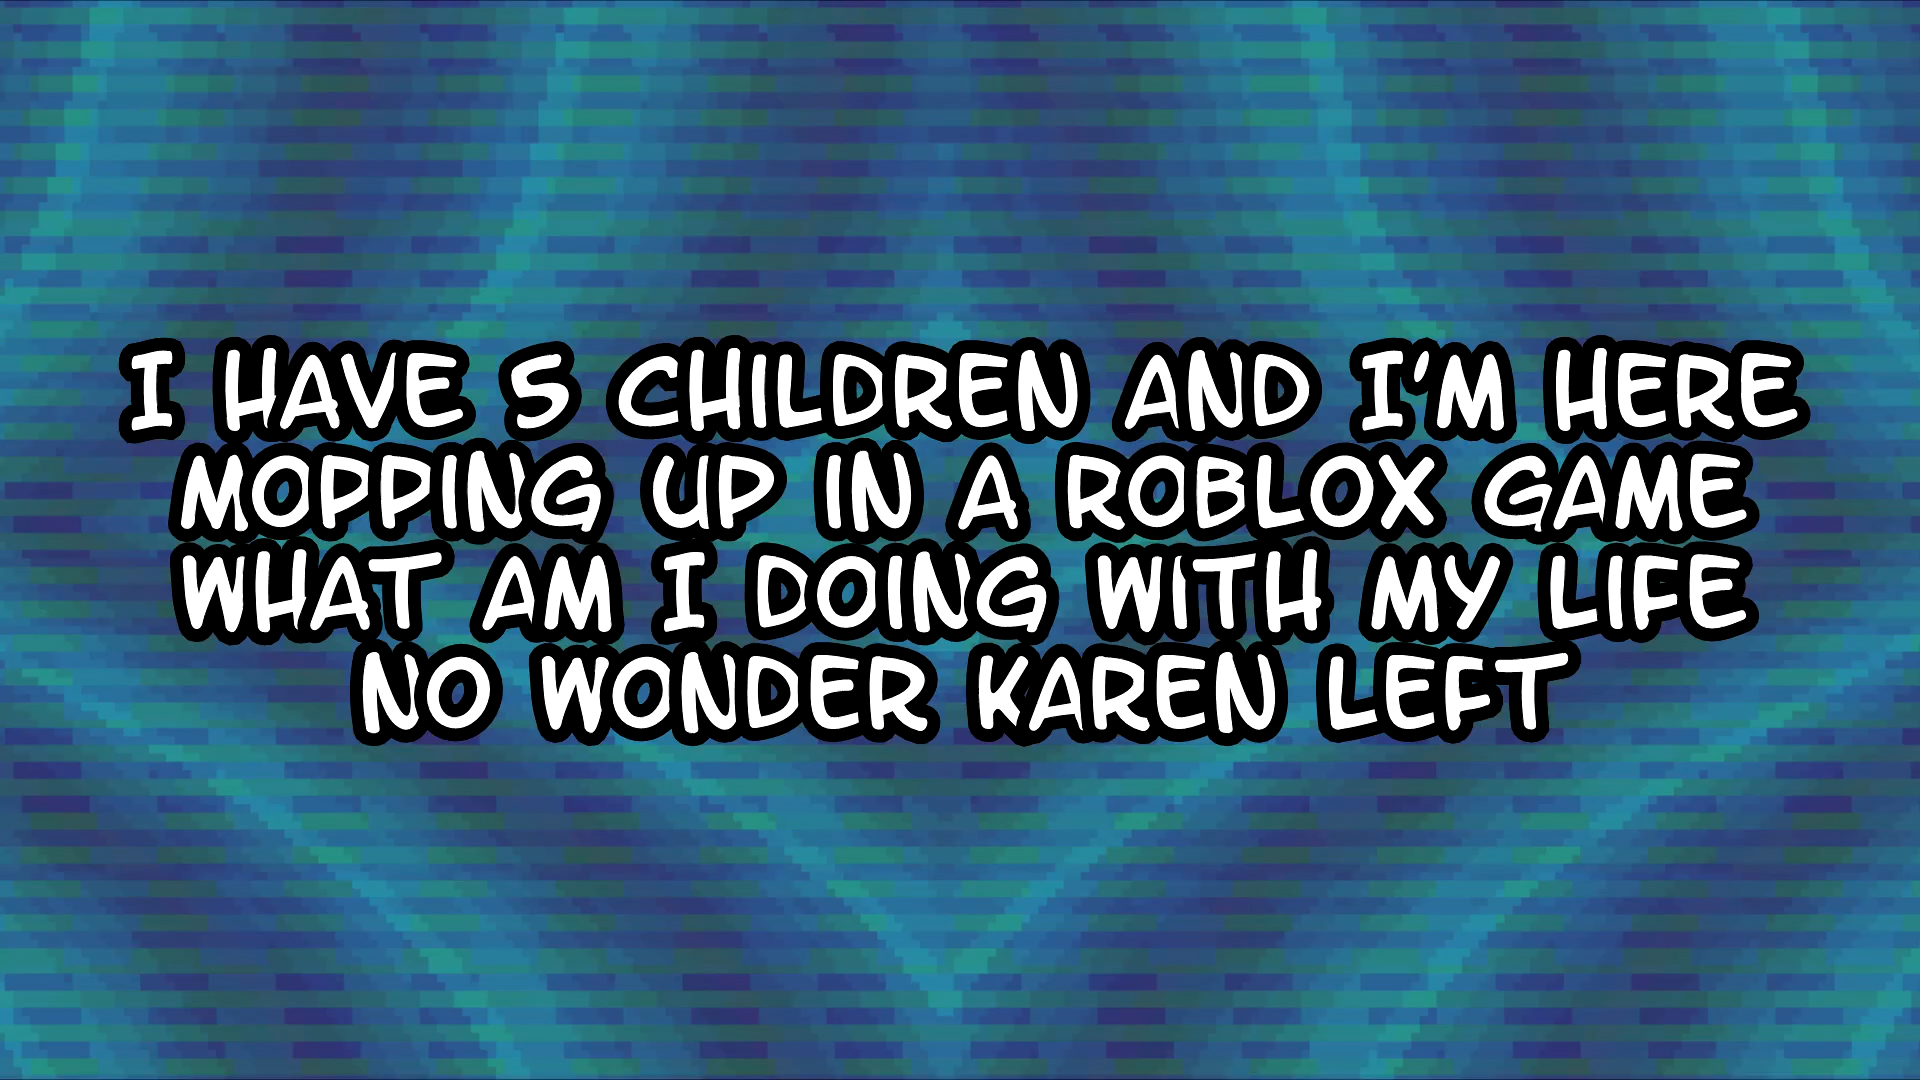 I HAVE 5 CHILDREN AND I'M HERE
MOPPING UP IN A ROBLOX GAME
WHAT AM I DOING WITH MY LIFE
NO WONDER KAREN LEFT